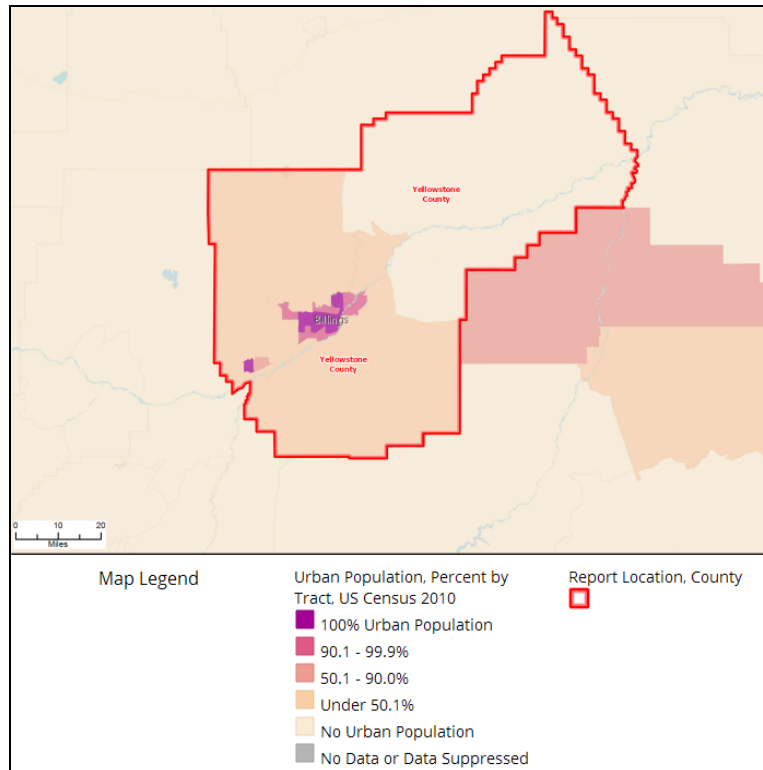 Yellowstone
County
Billings
Yellowstone
County
0 10 20
Miles
Map Legend
Urban Population, Percent by
Tract, US Census 2010
100% Urban Population
90.1 - 99.9%
50.1 - 90.0%
Under 50.1%
No Urban Population
No Data or Data Suppressed
Report Location, County